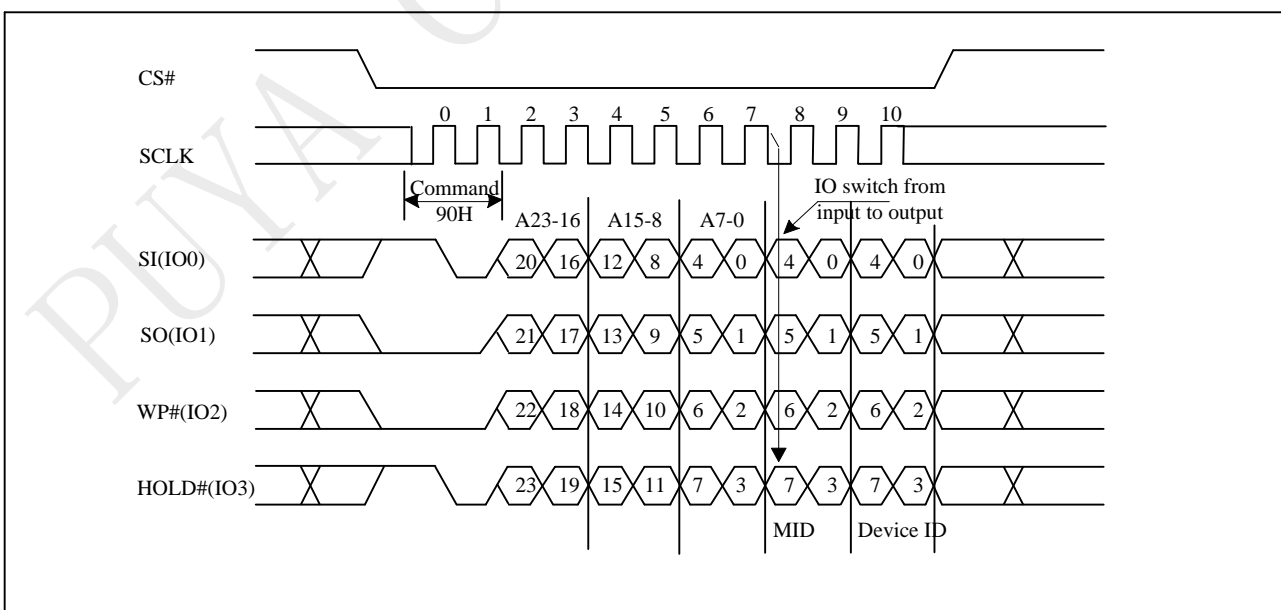 PUYA
CS#
0 1 2 3 4 5 6 7 8 9 10
SCLK
Command
90H
IO switch from
input to output
A23-16 A15-8 A7-0
SI(IO0) 20 16 12 8 4 0 4 0 4 0
SO(IO1) 21 17 13 9 5 1 5 1 5 1
WP#(IO2) 22 18 14 10 6 2 6 2 6 2
HOLD#(IO3) 23 19 15 11 7 3 7 3 7 3
MID Device ID